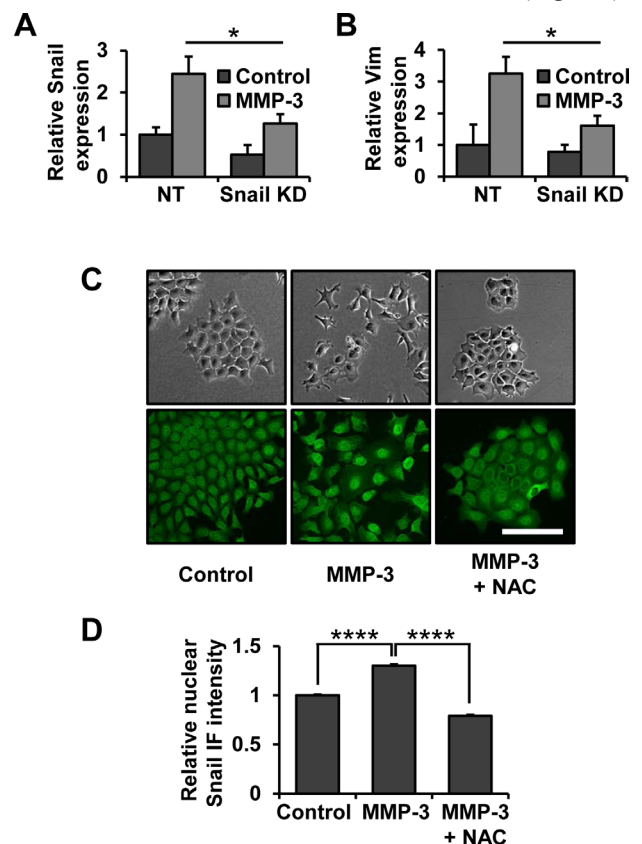 A
Relative Snail
expression
3
2
1
0
*
Control
MMP-3
NT
Snail KD
B
Relative Vim
expression
4
3
2
1
0
*
Control
MMP-3
NT
Snail KD
C
Control
MMP-3
MMP-3
+ NAC
D
Relative nuclear
Snail IF intensity
1.5
1
0.5
0
****
****
Control
MMP-3
MMP-3
+ NAC